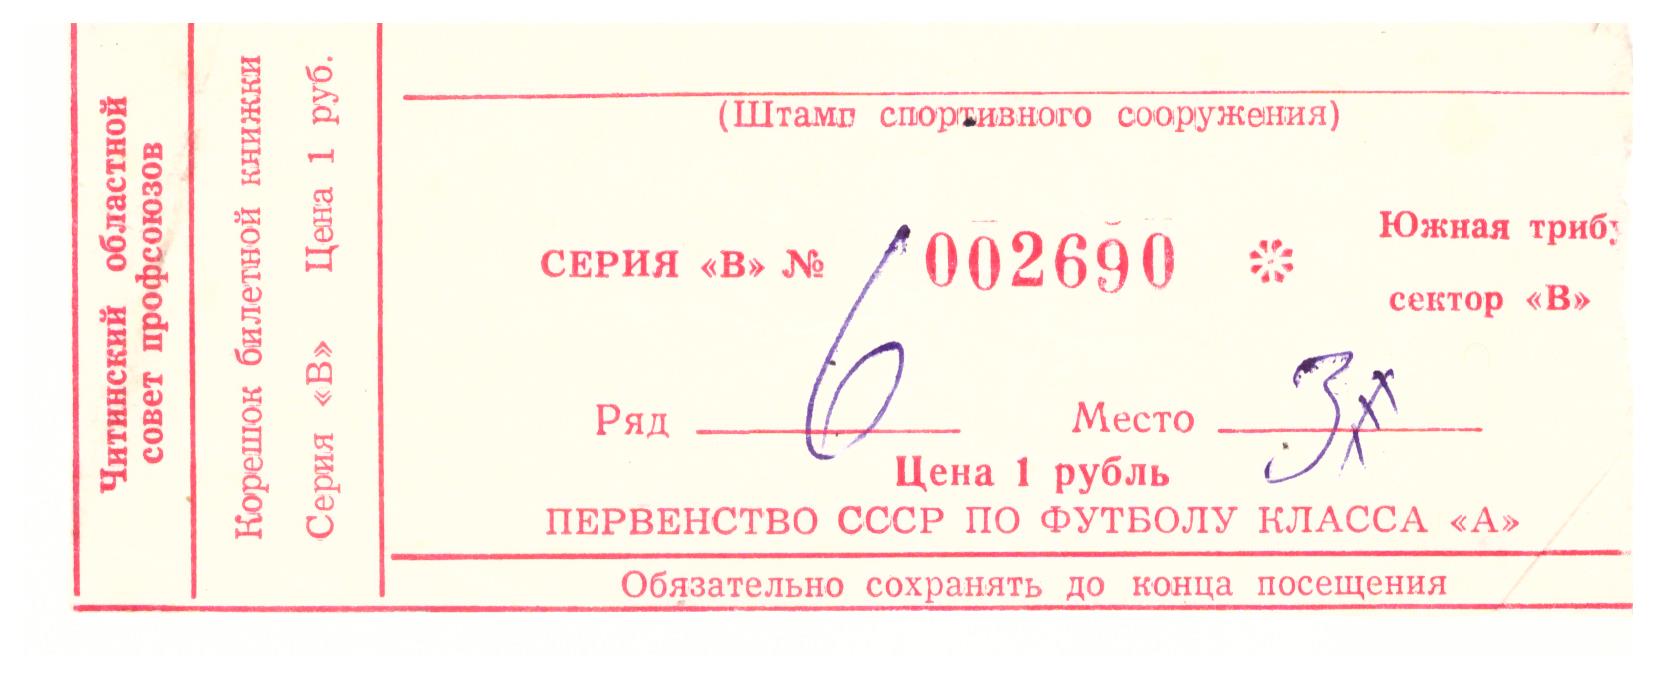 Читинский областной
совет профсоюзов
Корешок билетной книжки
Серия «В» Цена 1 руб.
(Штамп спортивного сооружения)
СЕРИЯ «В» № 002690
Южная трибу
сектор «В»
Ряд 6 Место 3
Цена 1 рубль
ПЕРВЕНСТВО СССР ПО ФУТБОЛУ КЛАССА «А»
Обязательно сохранять до конца посещения